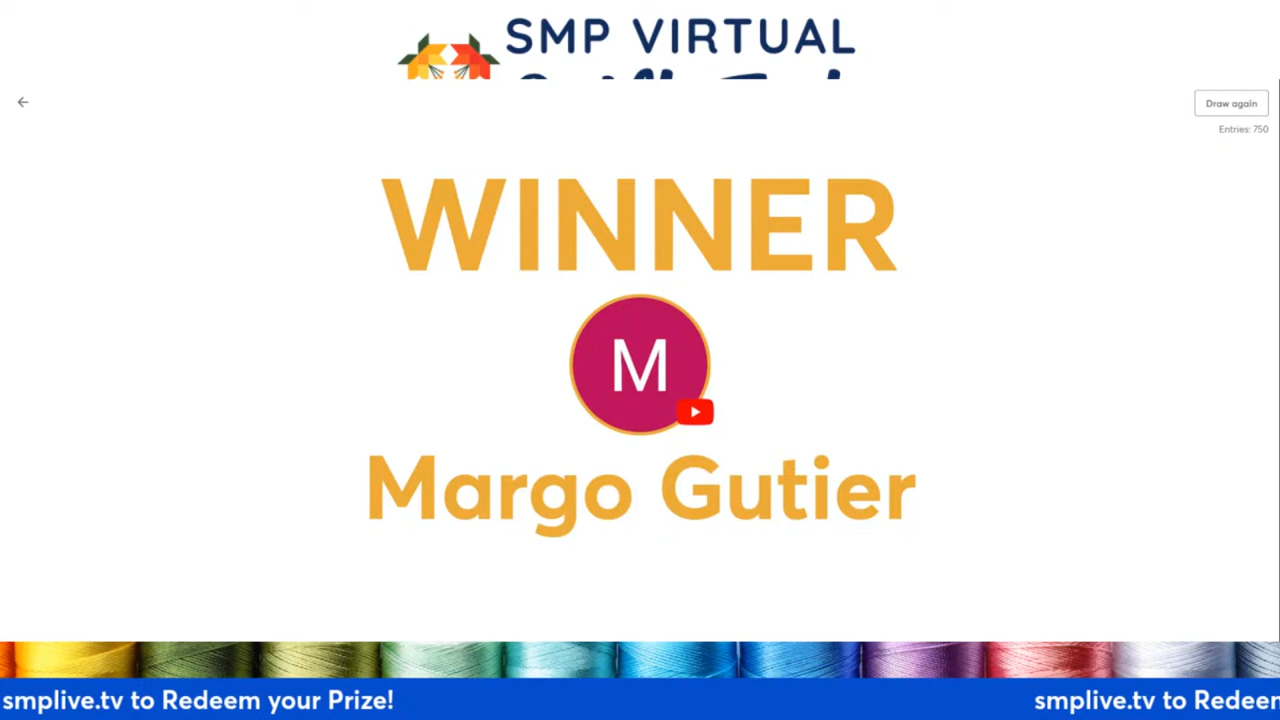 SMP VIRTUAL
Draw again
Entries: 750
WINNER
M
Margo Gutier
smplive.tv to Redeem your Prize!
smplive.tv to Redeem